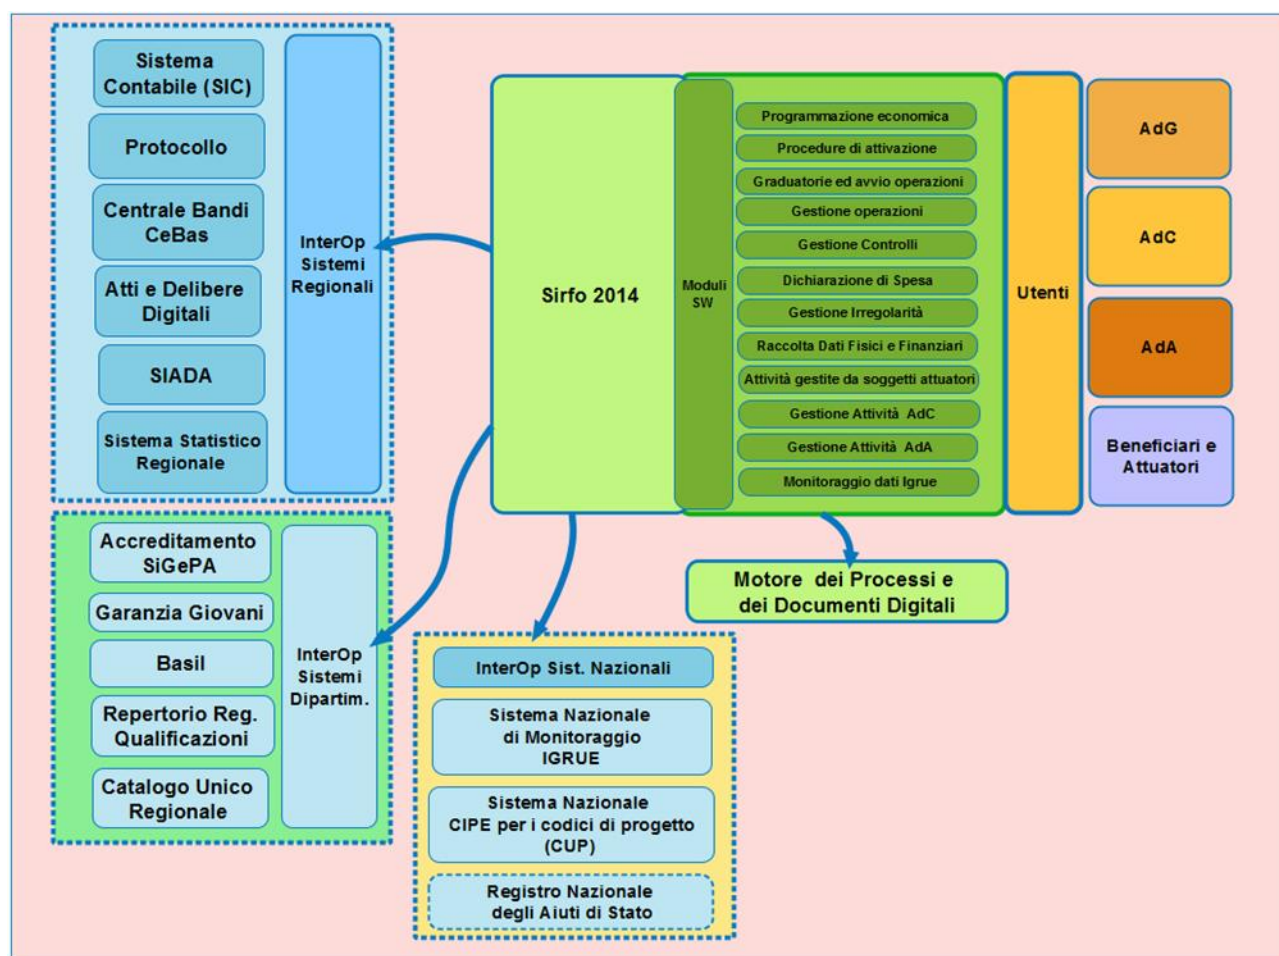 Sistema
Contabile (SIC)
Protocollo
Centrale Bandi
CeBas
Atti e Delibere
Digitali
SIADA
Sistema Statistico
Regionale
InterOp
Sistemi
Regionali
Accreditamento
SiGePA
Garanzia Giovani
Basil
Repertorio Reg.
Qualificazioni
Catalogo Unico
Regionale
InterOp
Sistemi
Dipartim.
Sirfo 2014
Moduli
SW
Programmazione economica
Procedure di attivazione
Graduatorie ed avvio operazioni
Gestione operazioni
Gestione Controlli
Dichiarazione di Spesa
Gestione Irregolarità
Raccolta Dati Fisici e Finanziari
Attività gestite da soggetti attuatori
Gestione Attività AdC
Gestione Attività AdA
Monitoraggio dati Igrue
Utenti
AdG
AdC
AdA
Beneficiari e
Attuatori
Motore dei Processi e
dei Documenti Digitali
InterOp Sist. Nazionali
Sistema Nazionale
di Monitoraggio
IGRUE
Sistema Nazionale
CIPE per i codici di progetto
(CUP)
Registro Nazionale
degli Aiuti di Stato